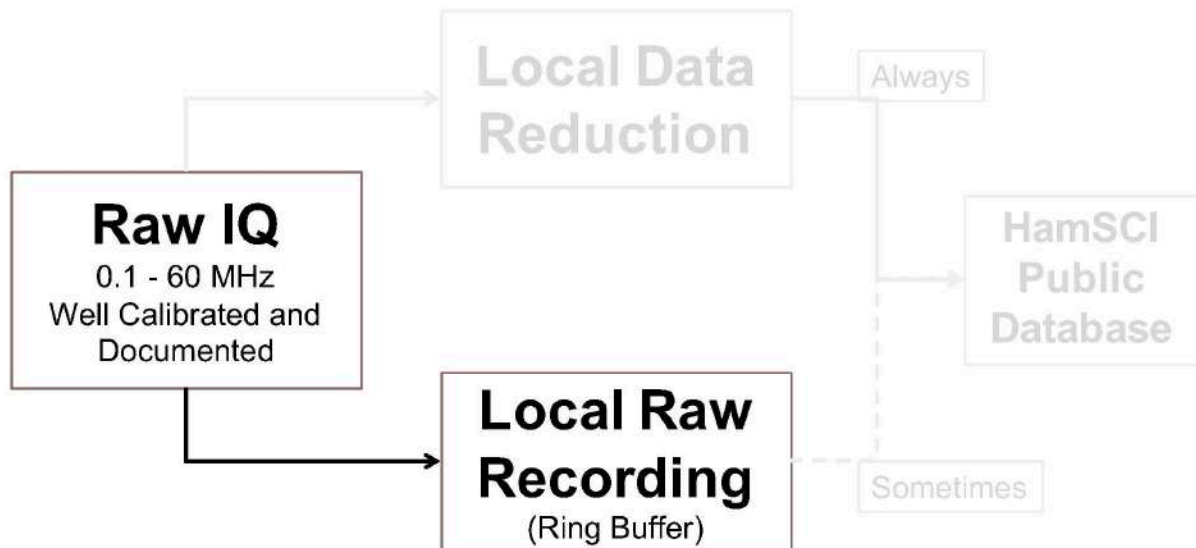 Local Data
Reduction
Always
Raw IQ
0.1 - 60 MHz
Well Calibrated and
Documented
HamSCI
Public
Database
Local Raw
Recording
(Ring Buffer)
Sometimes